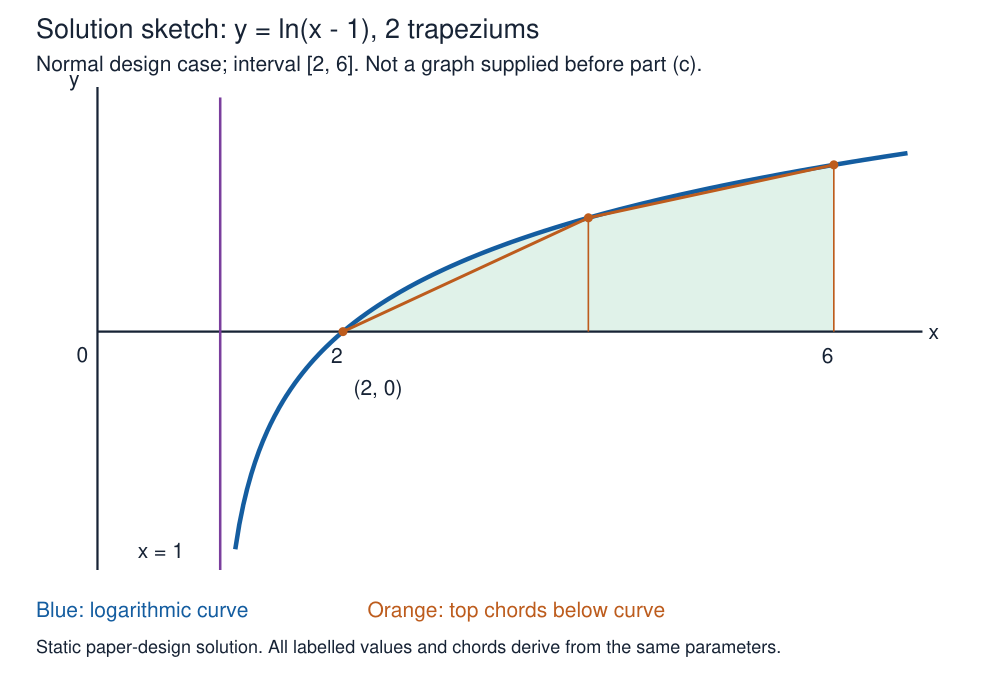 Solution sketch: y = ln(x - 1), 2 trapeziums
Normal design case; interval [2, 6]. Not a graph supplied before part (c).
y
x
0
2
6
(2, 0)
x = 1
Blue: logarithmic curve
Orange: top chords below curve
Static paper-design solution. All labelled values and chords derive from the same parameters.